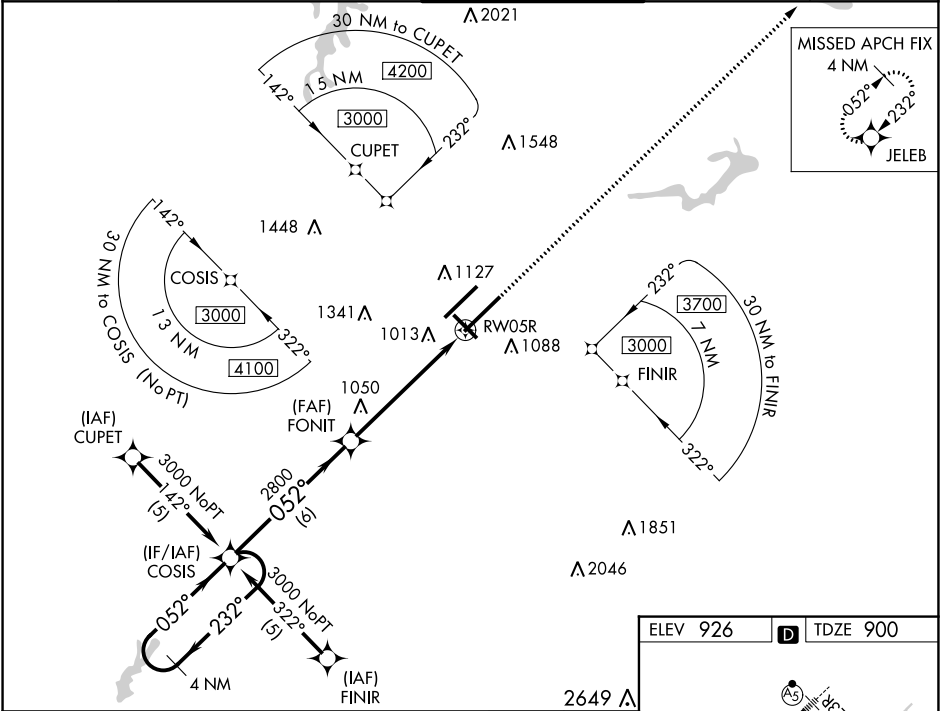 2021
30 NM to CUPET
4200
15 NM
142°
3000
232°
CUPET
1548
MISSED APCH FIX
4 NM
052°
232°
JELEB
1448
142°
COSIS
3000
322°
13 NM
4100
30 NM to COSIS (No PT)
1127
1341
1013
RW05R
1088
232°
3700
30 NM to FINIR
7 NM
3000
FINIR
322°
1050
(FAF)
FONIT
(IAF)
CUPET
3000 NoPT
142°
(5)
2800
052°
(6)
(IF/IAF)
COSIS
3000 NoPT
322°
(5)
052°
232°
4 NM
(IAF)
FINIR
1851
2046
2649
ELEV 926
D
TDZE 900
A5